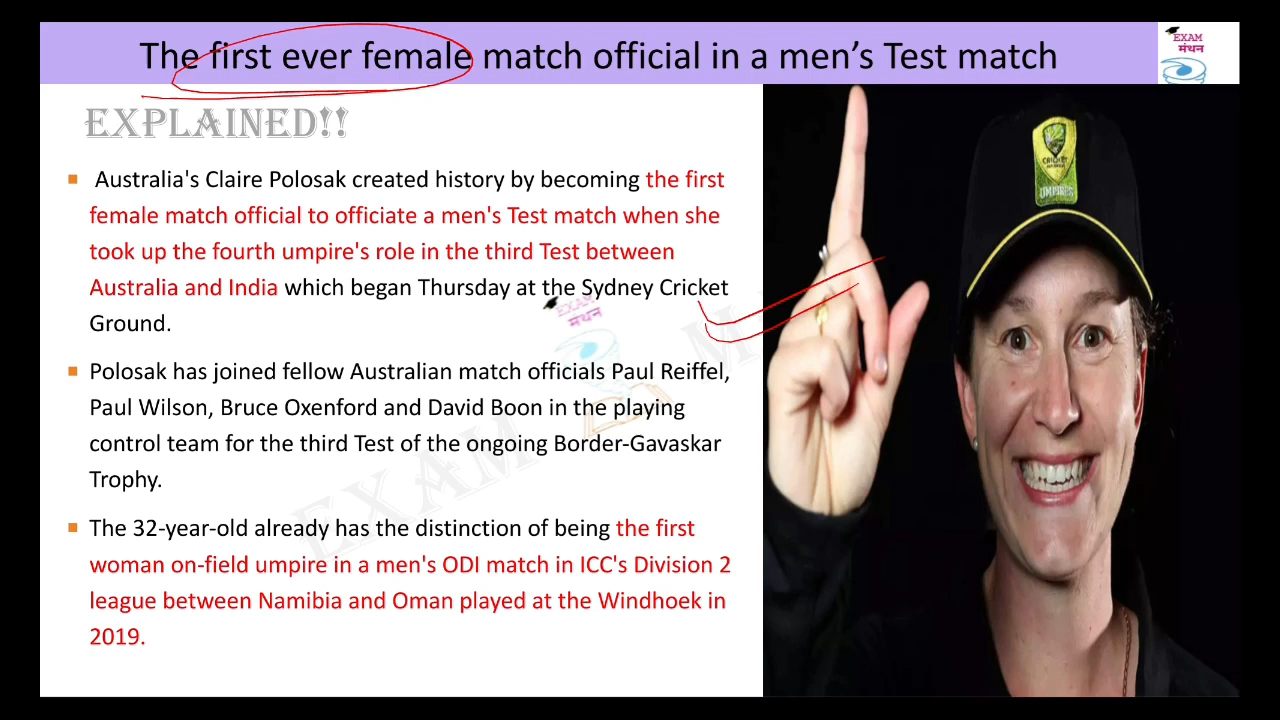 The first ever female match official in a men's Test match
EXAM
मंथन
EXPLAINED!!
Australia's Claire Polosak created history by becoming the first
female match official to officiate a men's Test match when she
took up the fourth umpire's role in the third Test between
Australia and India which began Thursday at the Sydney Cricket
Ground.
Polosak has joined fellow Australian match officials Paul Reiffel,
Paul Wilson, Bruce Oxenford and David Boon in the playing
control team for the third Test of the ongoing Border-Gavaskar
Trophy.
The 32-year-old already has the distinction of being the first
woman on-field umpire in a men's ODI match in ICC's Division 2
league between Namibia and Oman played at the Windhoek in
2019.
EXAM
मंथन
EXAM M
CRICKET
UMPIRES